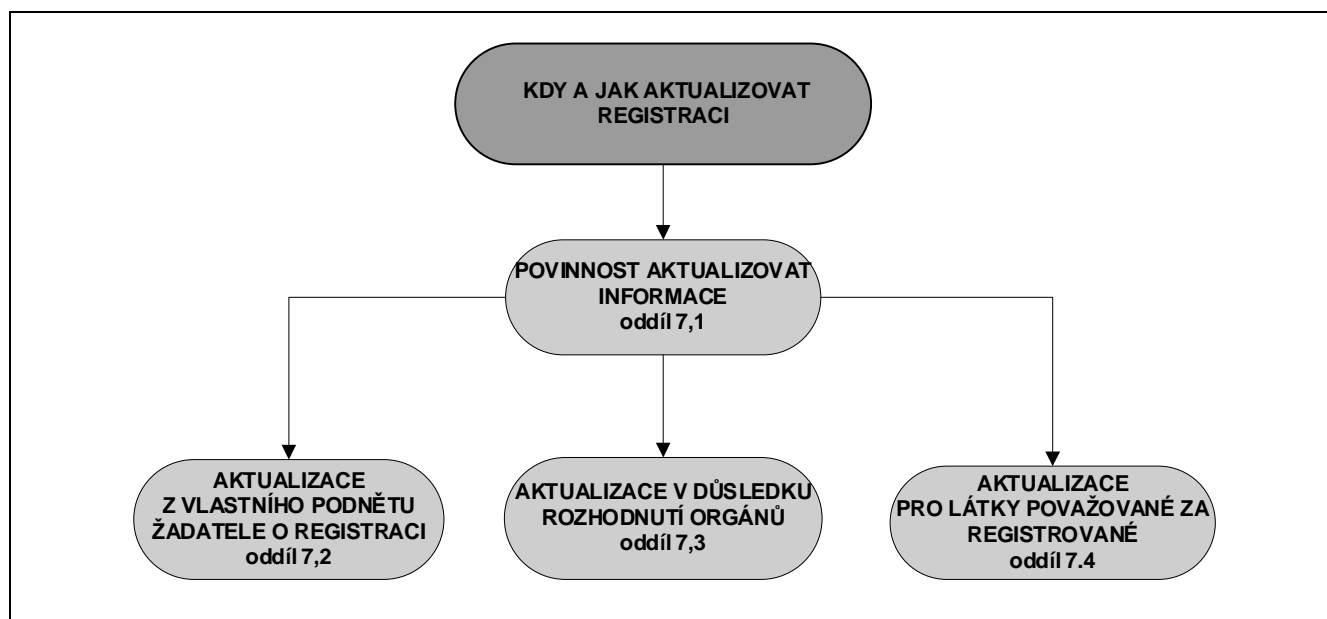 KDY A JAK AKTUALIZOVAT
REGISTRACI
POVINNOST AKTUALIZOVAT
INFORMACE
oddíl 7,1
AKTUALIZACE
Z VLASTNÍHO PODNĚTU
ŽADATELE O REGISTRACI
oddíl 7,2
AKTUALIZACE V DŮSLEDKU
ROZHODNUTÍ ORGÁNŮ
oddíl 7,3
AKTUALIZACE
PRO LÁTKY POVAŽOVANÉ ZA
REGISTROVANÉ
oddíl 7.4